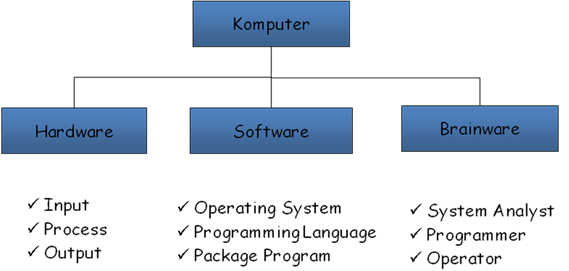 Komputer
Hardware
Software
Brainware
✓ Input
✓ Process
✓ Output
✓ Operating System
✓ Programming Language
✓ Package Program
✓ System Analyst
✓ Programmer
✓ Operator